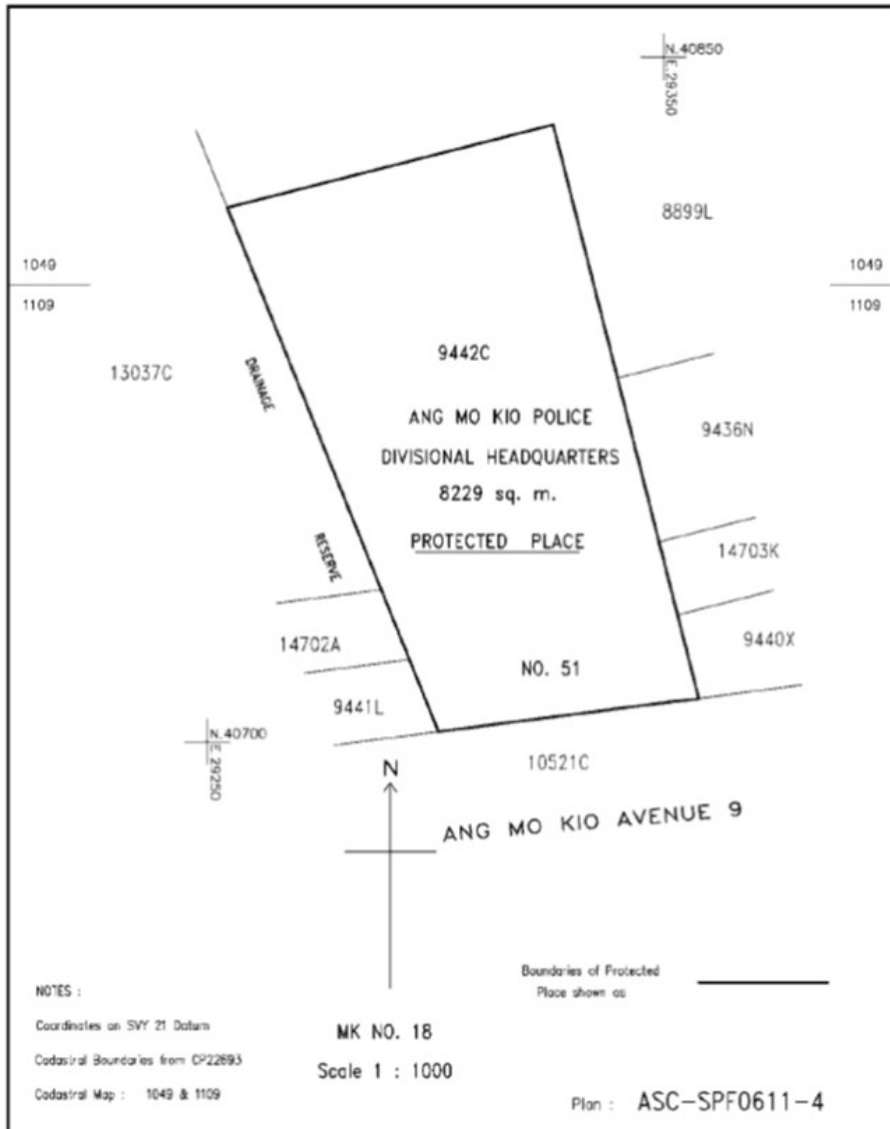 N.40850
E.29350
8899L
1049
1109
1049
1109
13037C
DRAINAGE
9442C
ANG MO KIO POLICE
DIVISIONAL HEADQUARTERS
8229 sq. m.
PROTECTED PLACE
9436N
RESERVE
14703K
14702A
9440X
NO. 51
9441L
N.40700
E.29250
10521C
N
ANG MO KIO AVENUE 9
Boundaries of Protected
Place shown as
NOTES :
Coordinates on SVY 21 Datum
Cadastral Boundaries from CP22693
Cadastral Map : 1049 & 1109
MK NO. 18
Scale 1 : 1000
Plan : ASC-SPF0611-4